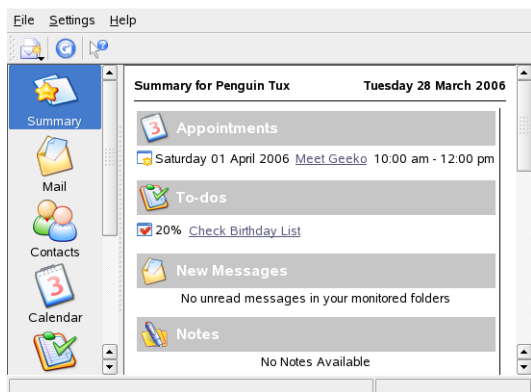 File Settings Help
Summary
Mail
Contacts
3
Calendar
Summary for Penguin Tux Tuesday 28 March 2006
3 Appointments
Saturday 01 April 2006 Meet Geeko 10:00 am - 12:00 pm
To-dos
20% Check Birthday List
New Messages
No unread messages in your monitored folders
Notes
No Notes Available